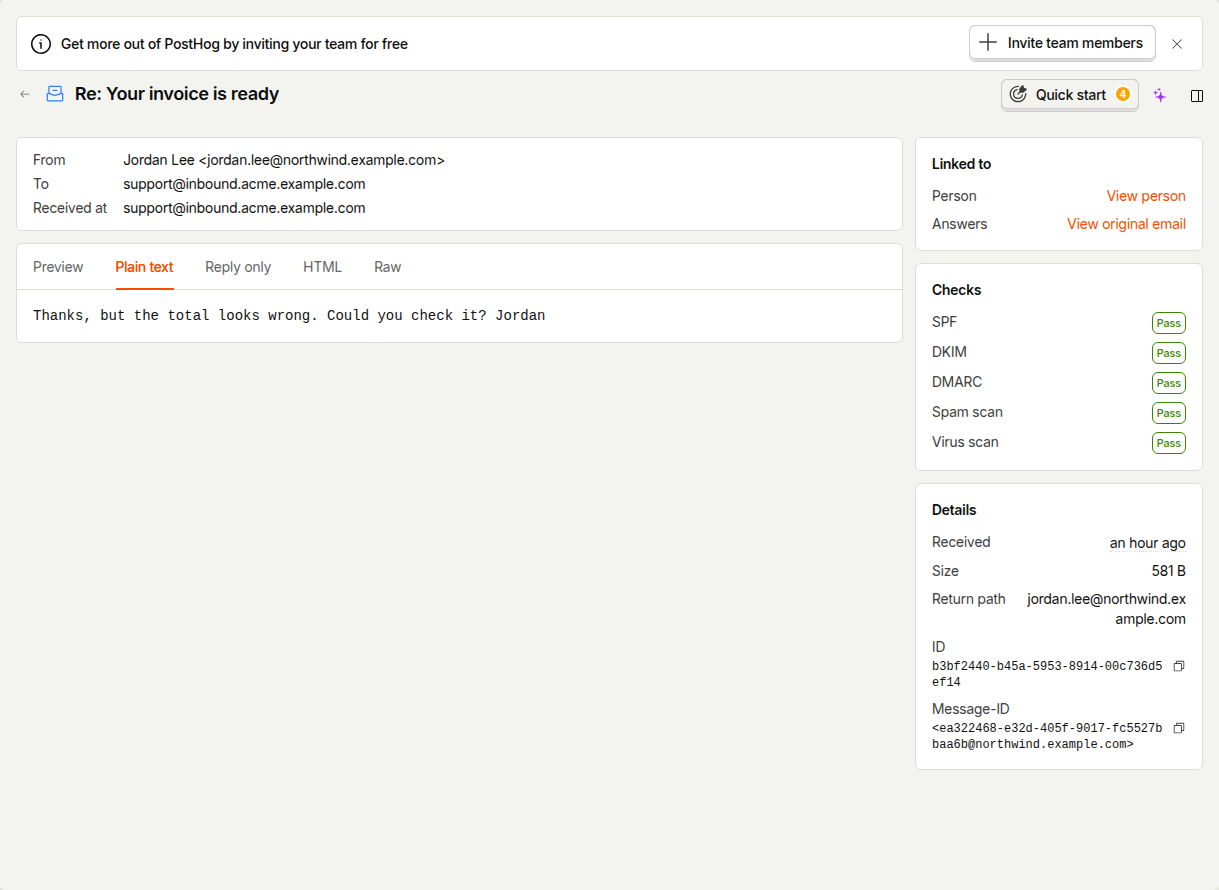 Get more out of PostHog by inviting your team for free
Invite team members
Re: Your invoice is ready
Quick start 4
From Jordan Lee <jordan.lee@northwind.example.com>
To support@inbound.acme.example.com
Received at support@inbound.acme.example.com
Preview Plain text Reply only HTML Raw
Thanks, but the total looks wrong. Could you check it? Jordan
Linked to
Person View person
Answers View original email
Checks
SPF Pass
DKIM Pass
DMARC Pass
Spam scan Pass
Virus scan Pass
Details
Received an hour ago
Size 581 B
Return path jordan.lee@northwind.ex
ample.com
ID
b3bf2440-b45a-5953-8914-00c736d5
ef14
Message-ID
<ea322468-e32d-405f-9017-fc5527b
baa6b@northwind.example.com>